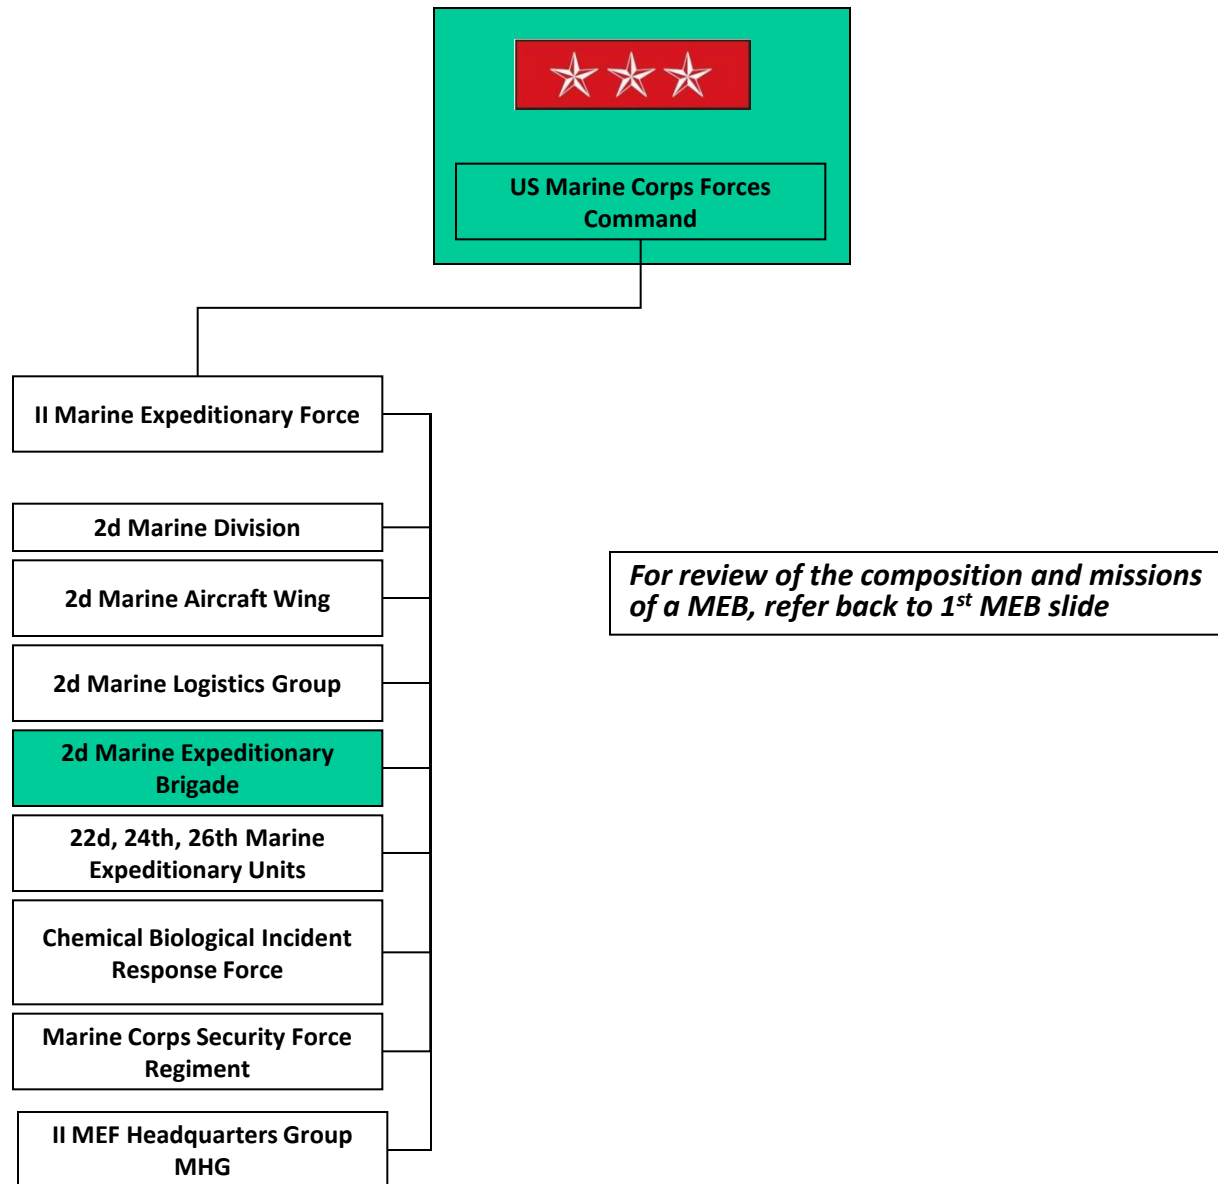 US Marine Corps Forces
Command
II Marine Expeditionary Force
2d Marine Division
2d Marine Aircraft Wing
2d Marine Logistics Group
2d Marine Expeditionary
Brigade
22d, 24th, 26th Marine
Expeditionary Units
Chemical Biological Incident
Response Force
Marine Corps Security Force
Regiment
II MEF Headquarters Group
MHG
For review of the composition and missions
of a MEB, refer back to 1st MEB slide